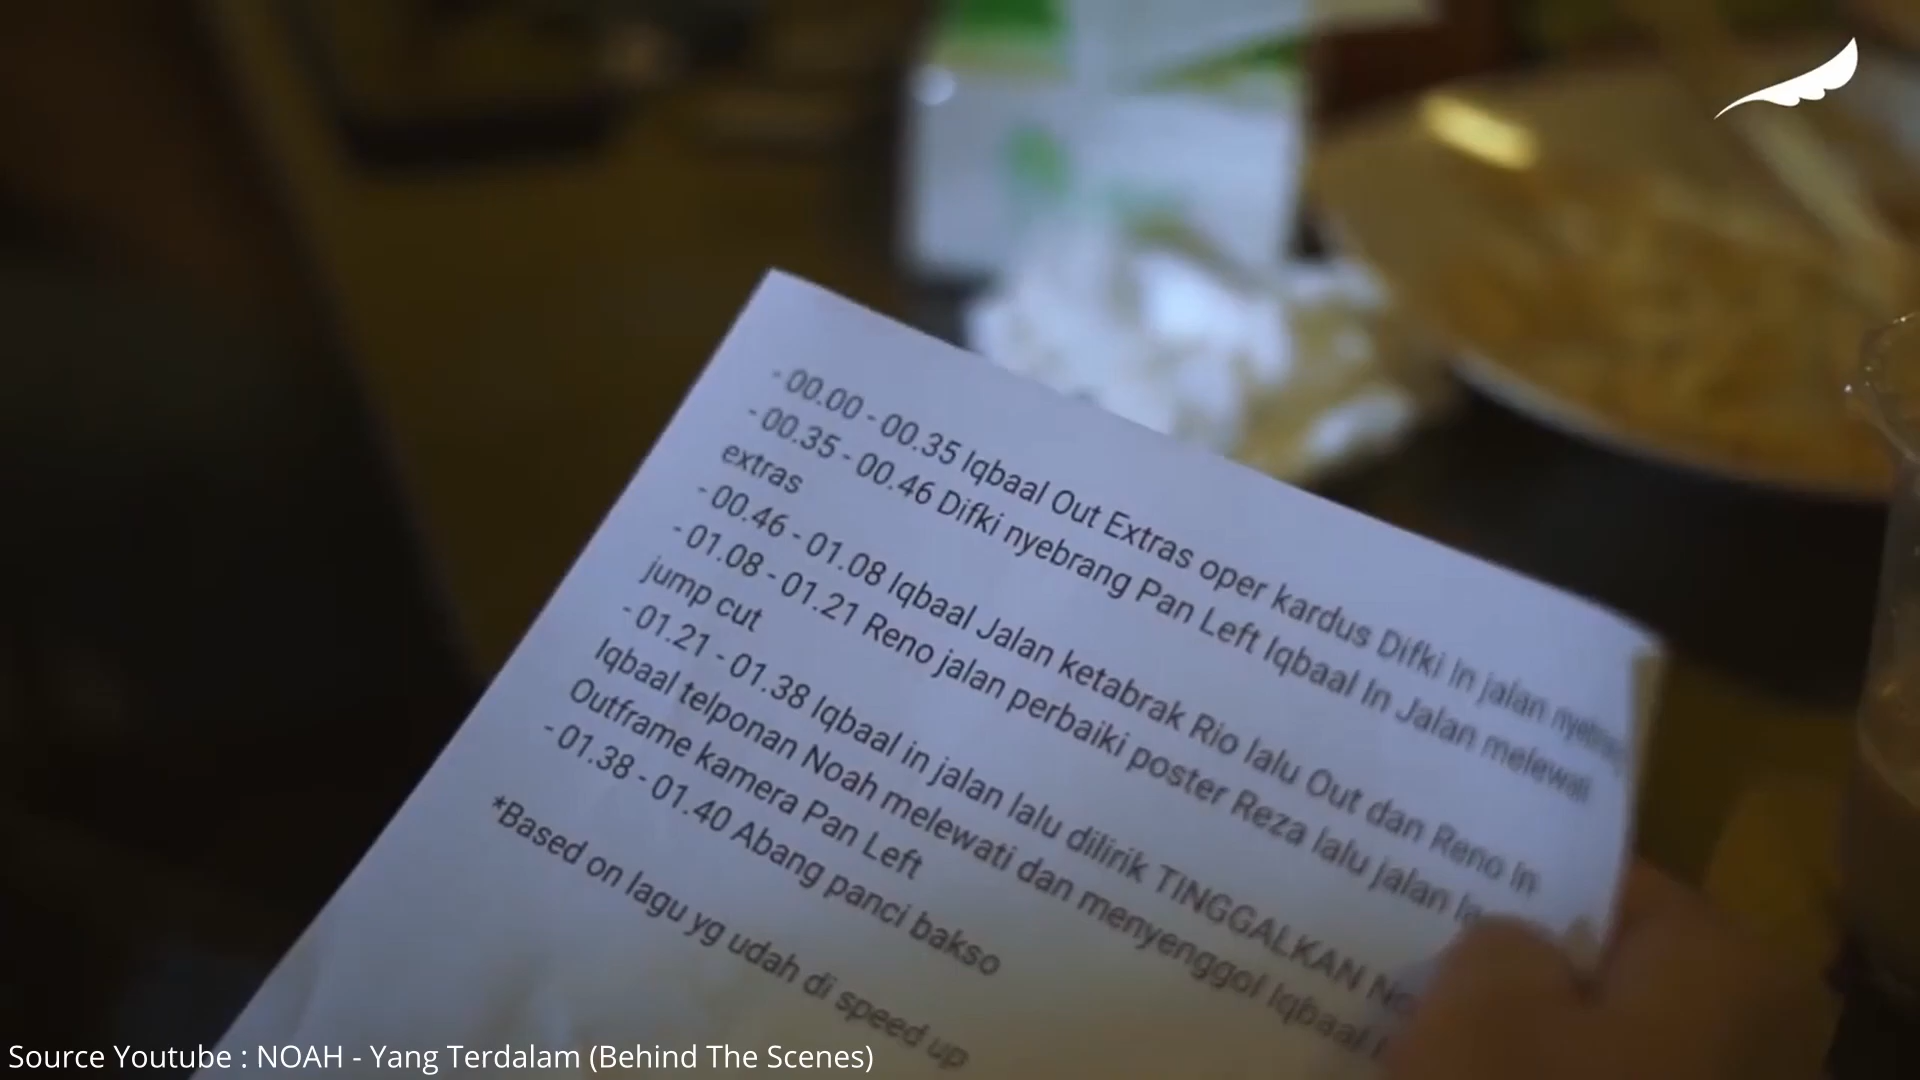 - 00.00 - 00.35 Iqbaal Out Extras oper kardus Difki In jalan
- 00.35 - 00.46 Difki nyebrang Pan Left Iqbaal In Jalan melewati
extras
- 00.46 - 01.08 Iqbaal Jalan ketabrak Rio lalu Out dan Reno In
- 01.08 - 01.21 Reno jalan perbaiki poster Reza lalu jalan
jump cut
- 01.21 - 01.38 Iqbaal in jalan lalu dilirik TINGGALKAN
Iqbaal telponan Noah melewati dan menyenggol Iqbaal
Outframe kamera Pan Left
- 01.38 - 01.40 Abang panci bakso
*Based on lagu yg udah di speed up
Source Youtube : NOAH - Yang Terdalam (Behind The Scenes)